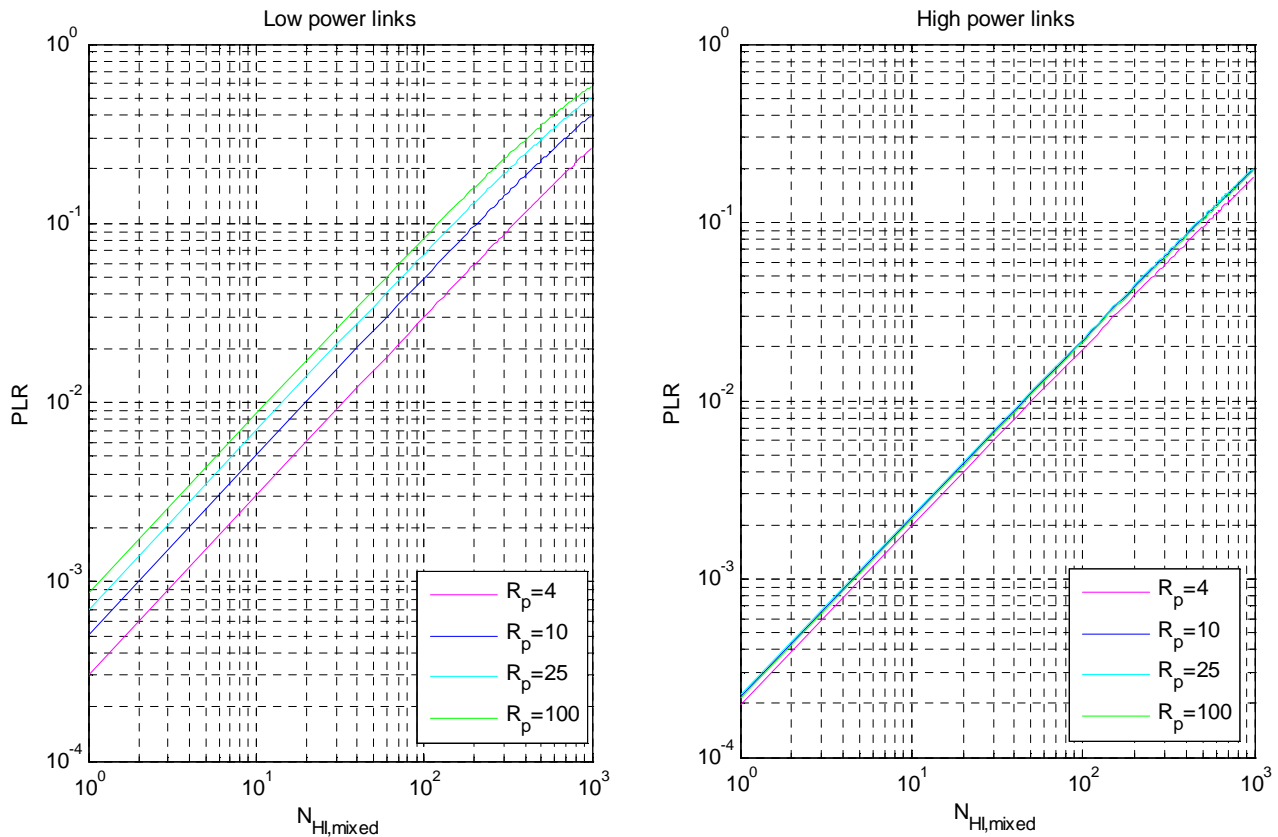 Low power links
10^0
10^-1
10^-2
10^-3
10^-4
PLR
10^0 10^1 10^2 10^3
N_HI,mixed
R_p=4
R_p=10
R_p=25
R_p=100
High power links
10^0
10^-1
10^-2
10^-3
10^-4
PLR
10^0 10^1 10^2 10^3
N_HI,mixed
R_p=4
R_p=10
R_p=25
R_p=100